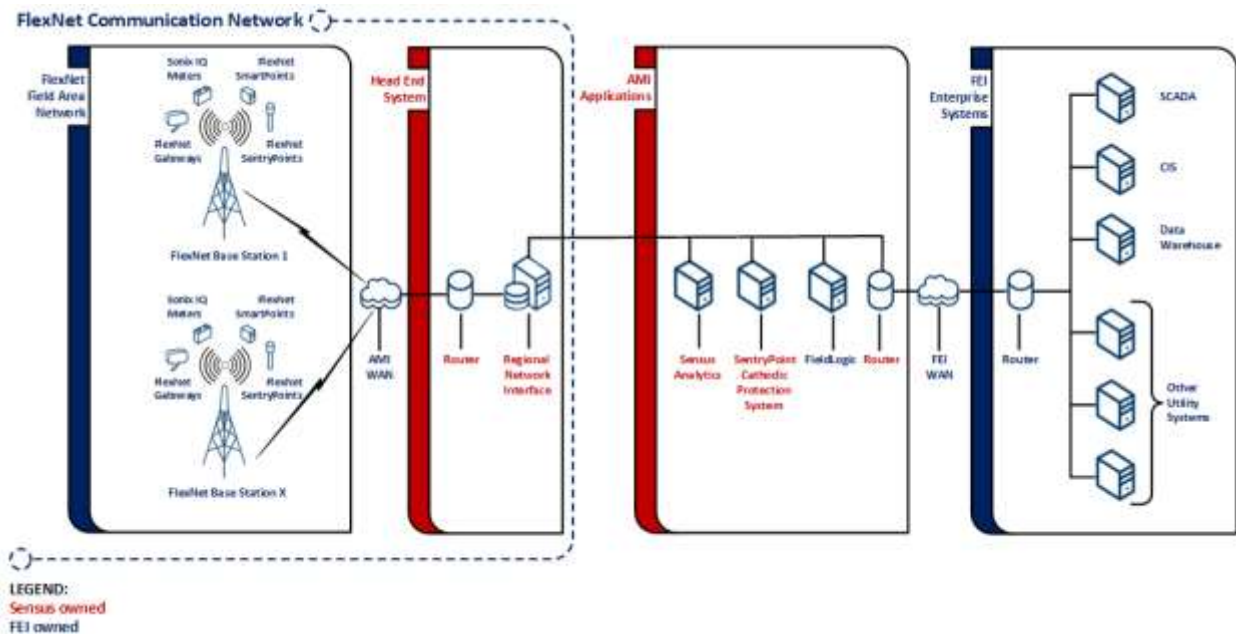 FlexNet Communication Network
FlexNet
Field Area
Network
Sonix IQ
Meters
FlexNet
SmartPoints
FlexNet
Gateways
FlexNet
SentryPoints
FlexNet Base Station 1
Sonix IQ
Meters
FlexNet
SmartPoints
FlexNet
Gateways
FlexNet
SentryPoints
FlexNet Base Station X
AMI
WAN
Head End
System
Router
Regional
Network
Interface
AMI
Applications
Sensus
Analytics
SentryPoint
Cathodic
Protection
System
FieldLogic
Router
FEI
WAN
FEI
Enterprise
Systems
Router
SCADA
CIS
Data
Warehouse
Other
Utility
Systems
LEGEND:
Sensus owned
FEI owned